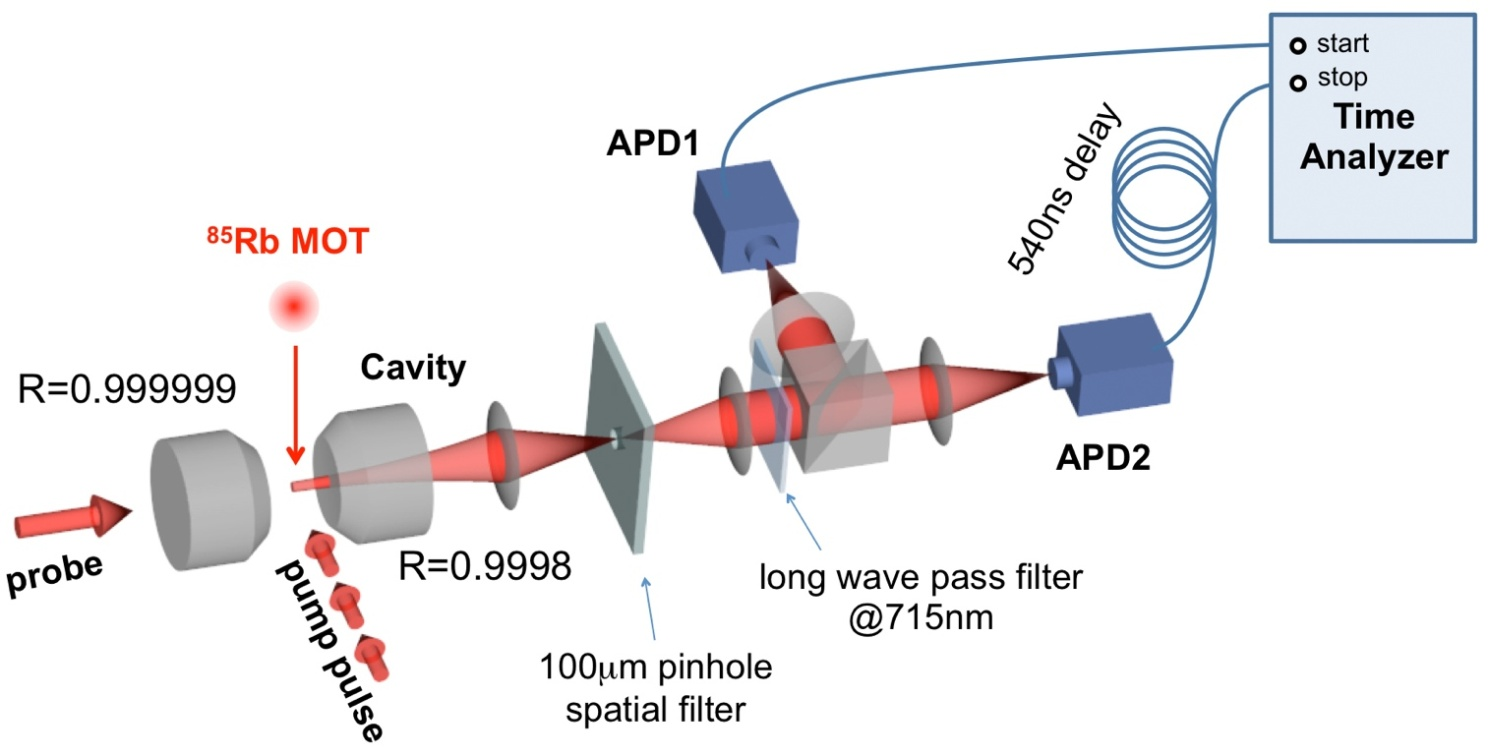 start
stop
Time
Analyzer
APD1
540ns delay
⁸⁵Rb MOT
Cavity
R=0.999999
APD2
probe
R=0.9998
pump pulse
long wave pass filter
@715nm
100μm pinhole
spatial filter